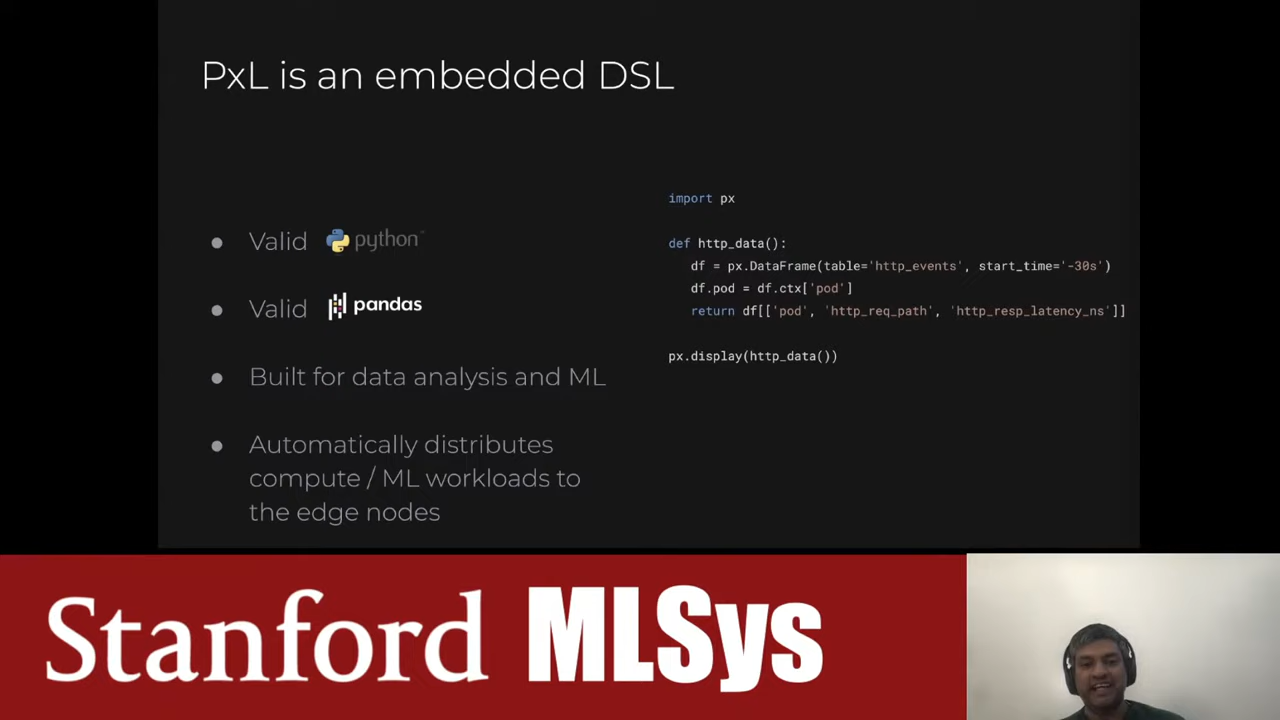 PxL is an embedded DSL
● Valid python
● Valid pandas
● Built for data analysis and ML
● Automatically distributes
compute / ML workloads to
the edge nodes
import px
def http_data():
df = px.DataFrame(table='http_events', start_time='-30s')
df.pod = df.ctx['pod']
return df[['pod', 'http_req_path', 'http_resp_latency_ns']]
px.display(http_data())
Stanford MLSys